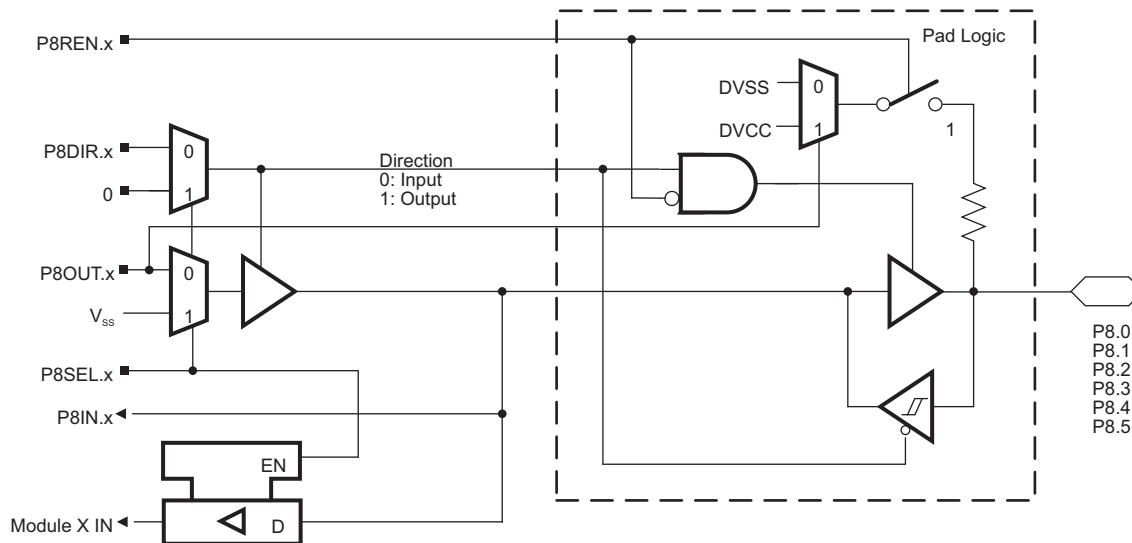 P8REN.x
Pad Logic
DVSS
0
DVCC
1
1
P8DIR.x
0
0
1
Direction
0: Input
1: Output
P8OUT.x
0
VSS
1
P8SEL.x
P8IN.x
EN
Module X IN
D
P8.0
P8.1
P8.2
P8.3
P8.4
P8.5